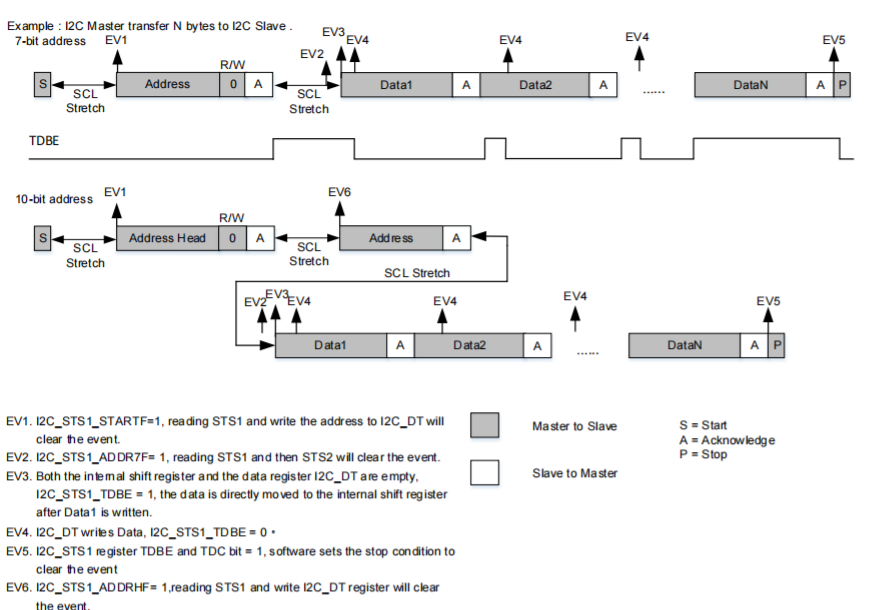 Example : I2C Master transfer N bytes to I2C Slave .
7-bit address EV1 EV2 EV3 EV4 EV4 EV4 EV5
R/W
S Address 0 A Data1 A Data2 A ...... DataN A P
SCL Stretch SCL Stretch
TDBE
10-bit address EV1 EV6
R/W
S Address Head 0 A Address A
SCL Stretch SCL Stretch
SCL Stretch
EV2 EV3 EV4 EV4 EV4 EV5
Data1 A Data2 A ...... DataN A P
EV1. I2C_STS1_STARTF=1, reading STS1 and write the address to I2C_DT will
clear the event.
EV2. I2C_STS1_ADDR7F= 1, reading STS1 and then STS2 will clear the event.
EV3. Both the internal shift register and the data register I2C_DT are empty,
I2C_STS1_TDBE = 1, the data is directly moved to the internal shift register
after Data1 is written.
EV4. I2C_DT writes Data, I2C_STS1_TDBE = 0。
EV5. I2C_STS1 register TDBE and TDC bit = 1, software sets the stop condition to
clear the event
EV6. I2C_STS1_ADDRHF= 1,reading STS1 and write I2C_DT register will clear
the event.
Master to Slave
Slave to Master
S = Start
A = Acknowledge
P = Stop